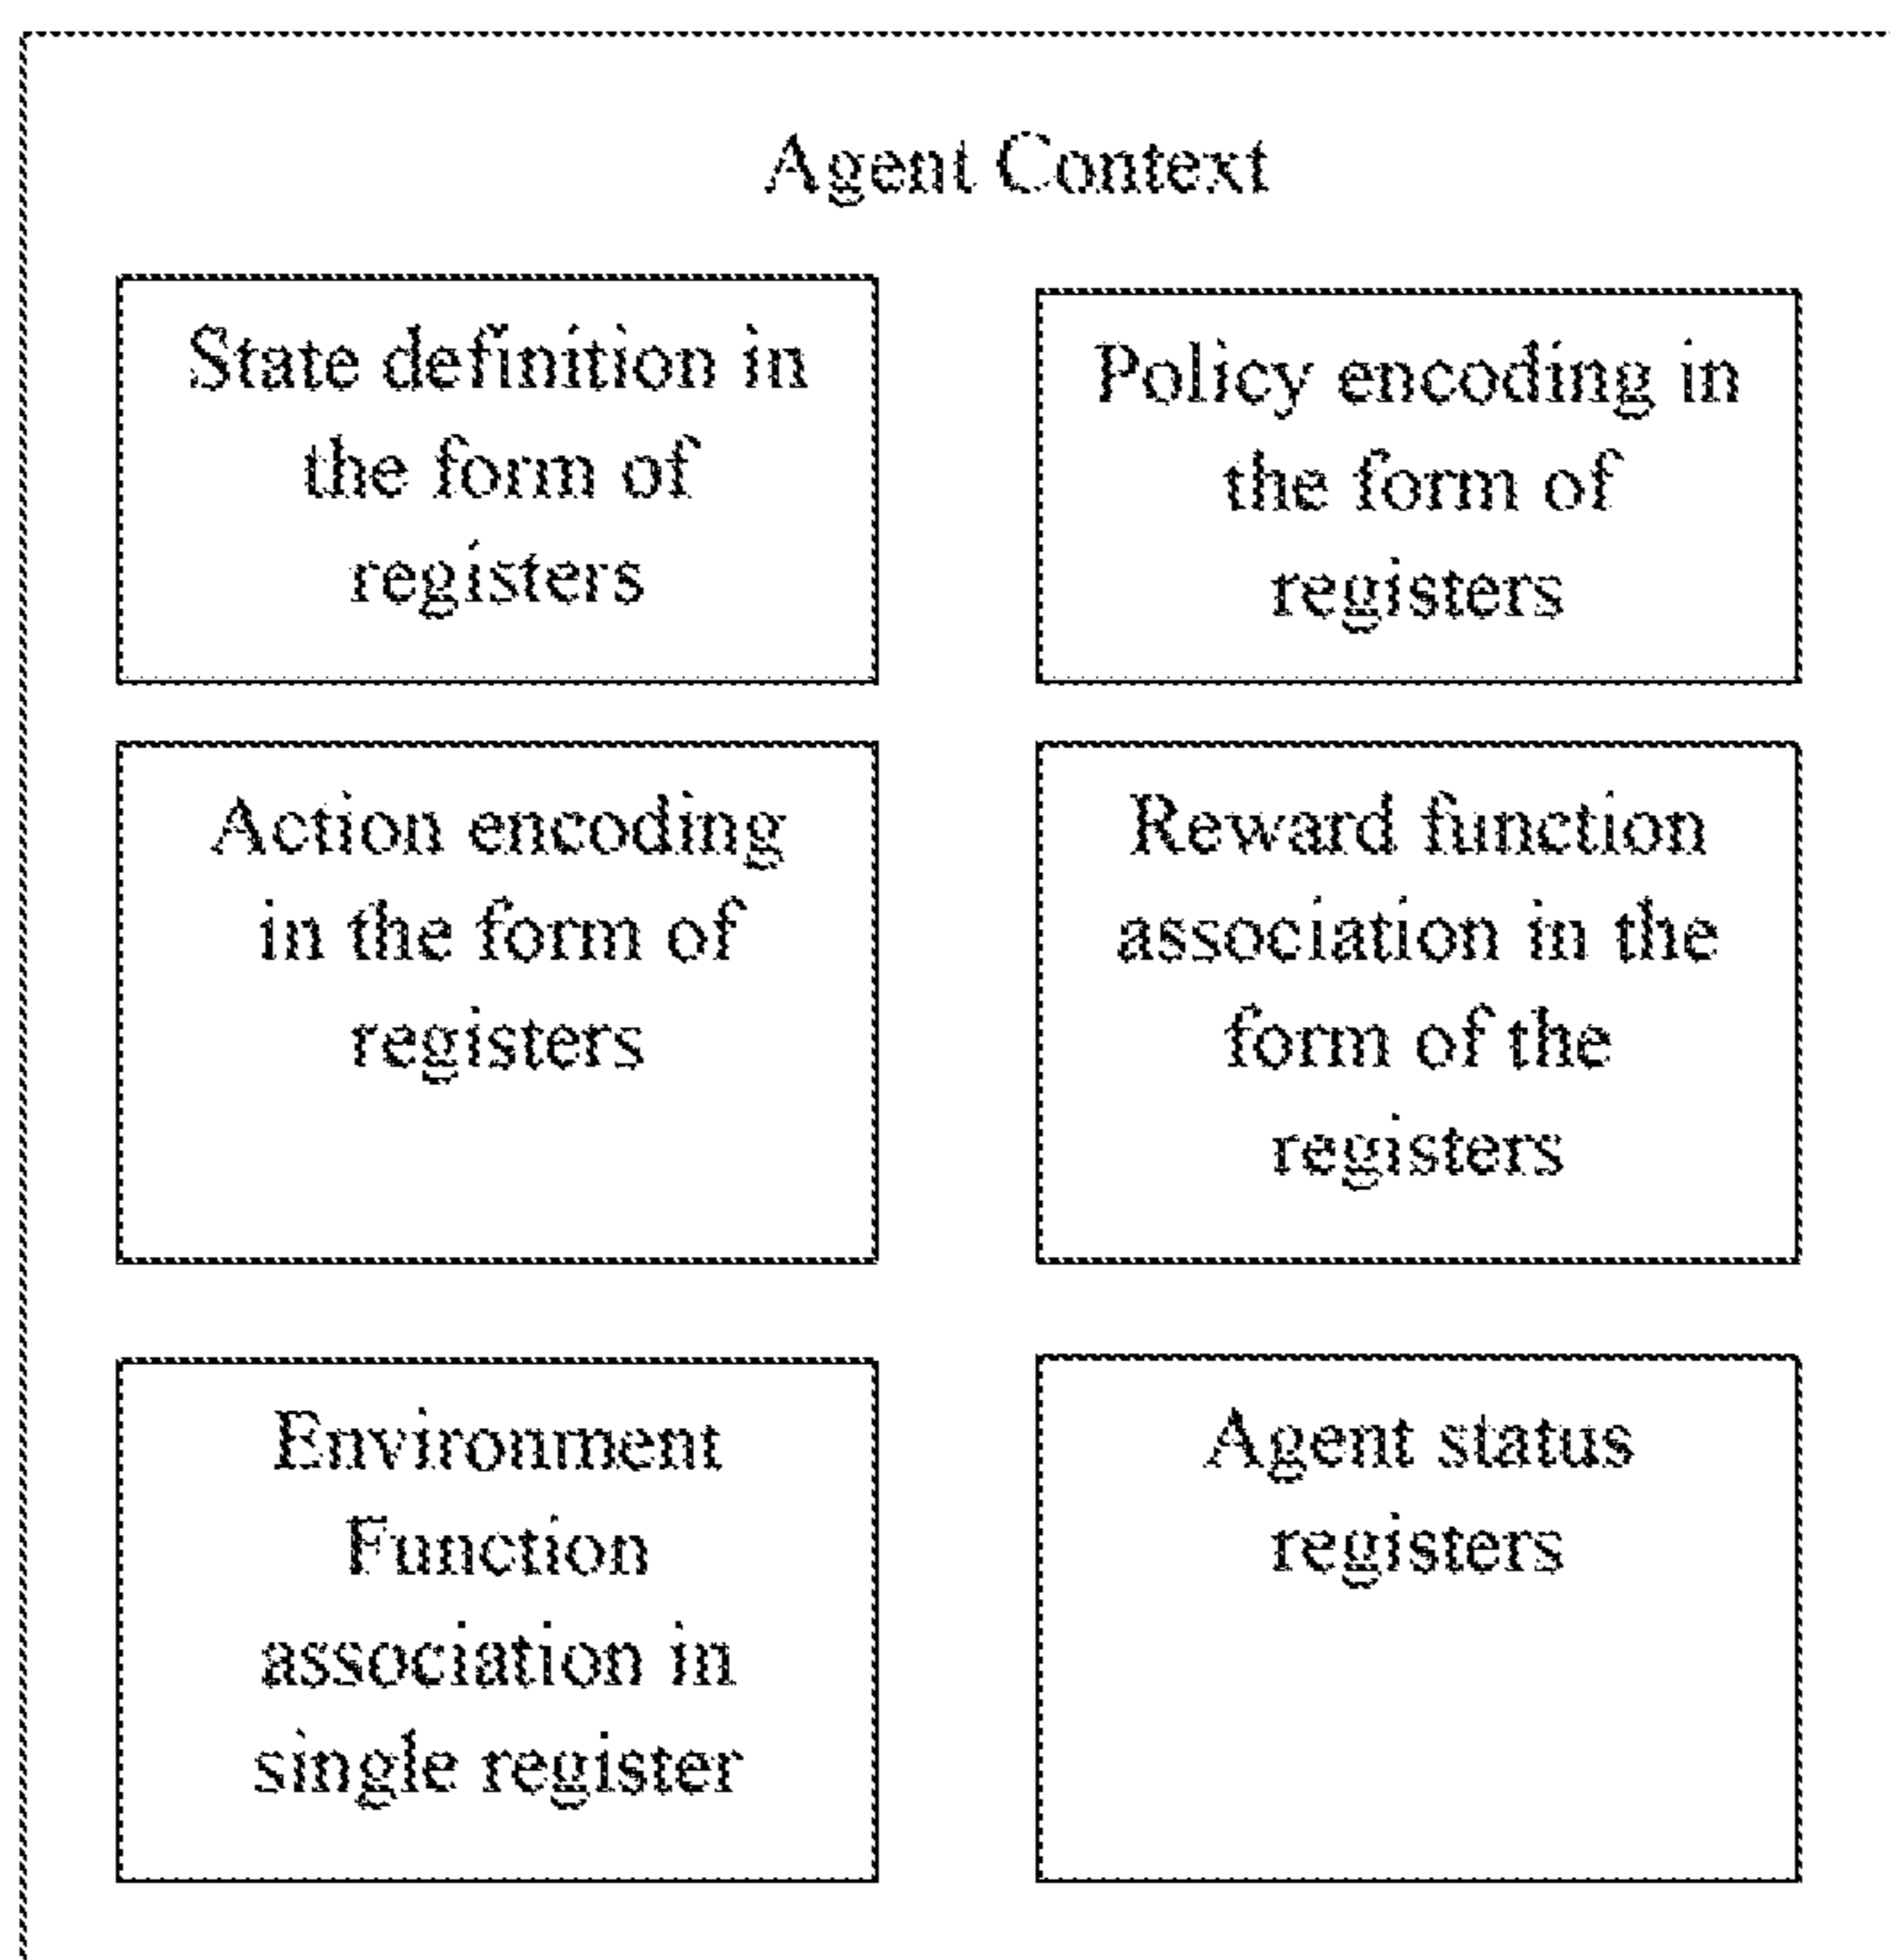 Agent Context
State definition in
the form of
registers
Policy encoding in
the form of
registers
Action encoding
in the form of
registers
Reward function
association in the
form of the
registers
Environment
Function
association in
single register
Agent status
registers